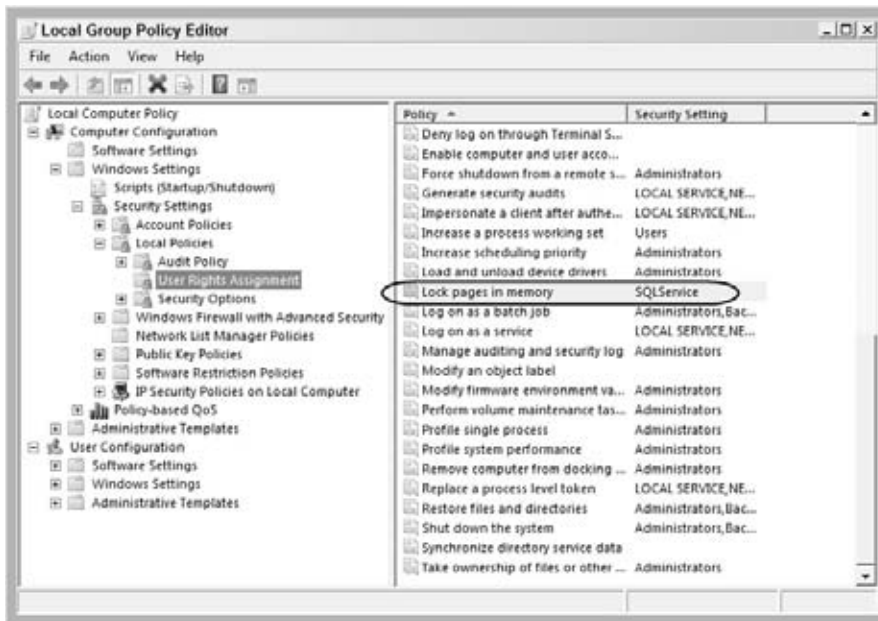 Local Group Policy Editor
File Action View Help
Local Computer Policy
Computer Configuration
Software Settings
Windows Settings
Scripts (Startup/Shutdown)
Security Settings
Account Policies
Local Policies
Audit Policy
User Rights Assignment
Security Options
Windows Firewall with Advanced Security
Network List Manager Policies
Public Key Policies
Software Restriction Policies
IP Security Policies on Local Computer
Policy-based QoS
Administrative Templates
User Configuration
Software Settings
Windows Settings
Administrative Templates
Policy Security Setting
Deny log on through Terminal S...
Enable computer and user acco...
Force shutdown from a remote s... Administrators
Generate security audits LOCAL SERVICE,NE...
Impersonate a client after authe... LOCAL SERVICE,NE...
Increase a process working set Users
Increase scheduling priority Administrators
Load and unload device drivers Administrators
Lock pages in memory SQLService
Log on as a batch job Administrators,Bac...
Log on as a service LOCAL SERVICE,NE...
Manage auditing and security log Administrators
Modify an object label
Modify firmware environment va... Administrators
Perform volume maintenance tas... Administrators
Profile single process Administrators
Profile system performance Administrators
Remove computer from docking ... Administrators
Replace a process level token LOCAL SERVICE,NE...
Restore files and directories Administrators,Bac...
Shut down the system Administrators,Bac...
Synchronize directory service data
Take ownership of files or other ... Administrators